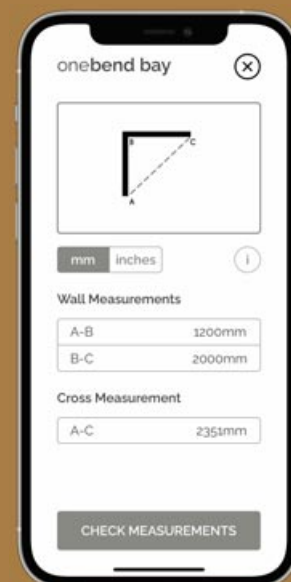 onebend bay
B
C
A
mm inches i
Wall Measurements
A-B 1200mm
B-C 2000mm
Cross Measurement
A-C 2351mm
CHECK MEASUREMENTS